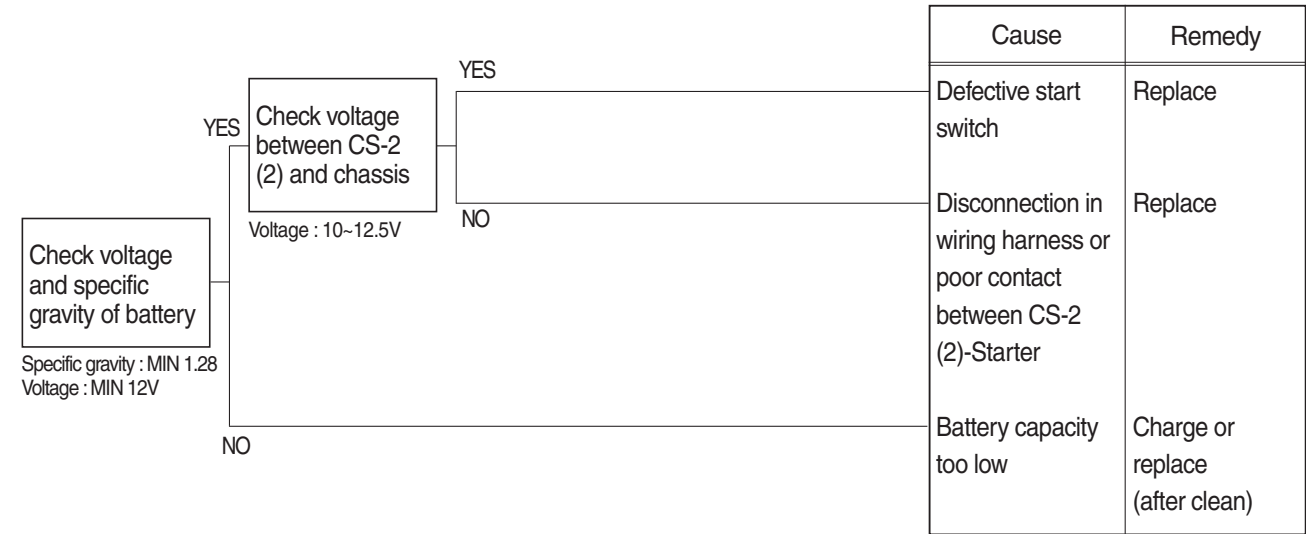 Cause
Remedy
YES
Defective start
switch
Replace
YES
Check voltage
between CS-2
(2) and chassis
Voltage : 10~12.5V
NO
Disconnection in
wiring harness or
poor contact
between CS-2
(2)-Starter
Replace
Check voltage
and specific
gravity of battery
Specific gravity : MIN 1.28
Voltage : MIN 12V
NO
Battery capacity
too low
Charge or
replace
(after clean)